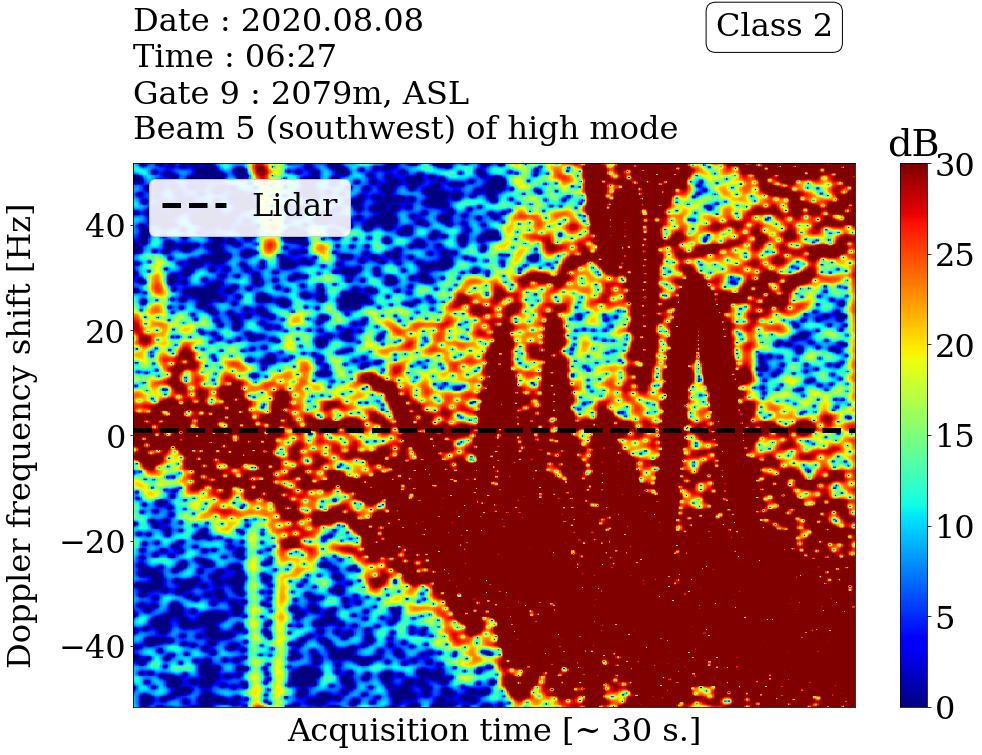 Date : 2020.08.08
Time : 06:27
Gate 9 : 2079m, ASL
Beam 5 (southwest) of high mode
Class 2
dB
Lidar
Doppler frequency shift [Hz]
40
20
0
−20
−40
Acquisition time [~ 30 s.]
30
25
20
15
10
5
0